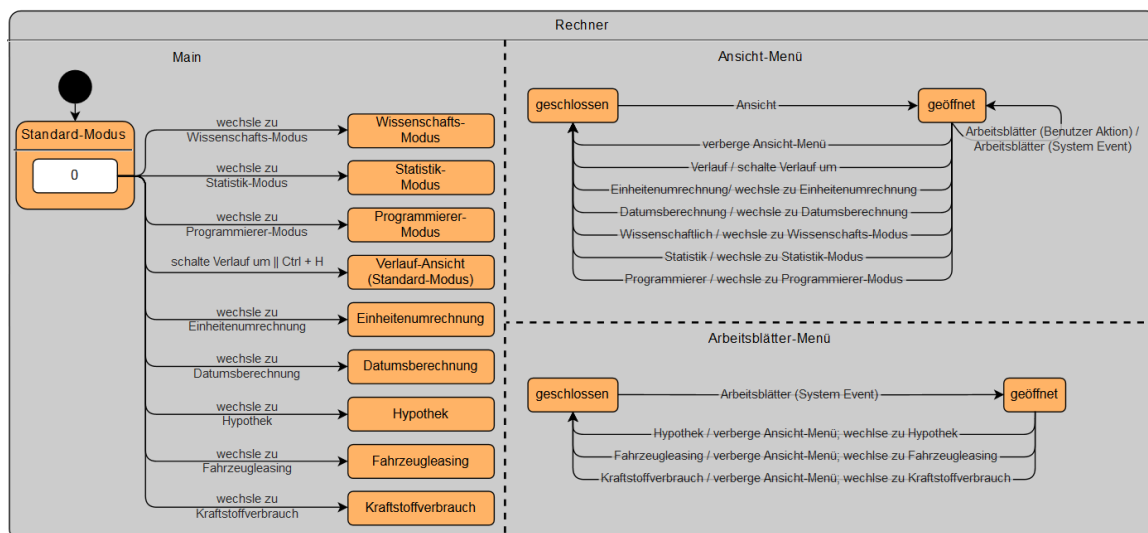 Rechner
Main
Standard-Modus
0
wechsle zu
Wissenschafts-Modus
Wissenschafts-
Modus
wechsle zu
Statistik-Modus
Statistik-
Modus
wechsle zu
Programmierer-Modus
Programmierer-
Modus
schalte Verlauf um || Ctrl + H
Verlauf-Ansicht
(Standard-Modus)
wechsle zu
Einheitenumrechnung
Einheitenumrechnung
wechsle zu
Datumsberechnung
Datumsberechnung
wechsle zu
Hypothek
Hypothek
wechsle zu
Fahrzeugleasing
Fahrzeugleasing
wechsle zu
Kraftstoffverbrauch
Kraftstoffverbrauch
Ansicht-Menü
geschlossen
Ansicht
geöffnet
Arbeitsblätter (Benutzer Aktion) /
Arbeitsblätter (System Event)
verberge Ansicht-Menü
Verlauf / schalte Verlauf um
Einheitenumrechnung/ wechsle zu Einheitenumrechnung
Datumsberechnung / wechsle zu Datumsberechnung
Wissenschaftlich / wechsle zu Wissenschafts-Modus
Statistik / wechsle zu Statistik-Modus
Programmierer / wechsle zu Programmierer-Modus
Arbeitsblätter-Menü
geschlossen
Arbeitsblätter (System Event)
geöffnet
Hypothek / verberge Ansicht-Menü; wechlse zu Hypothek
Fahrzeugleasing / verberge Ansicht-Menü; wechlse zu Fahrzeugleasing
Kraftstoffverbrauch / verberge Ansicht-Menü; wechlse zu Kraftstoffverbrauch